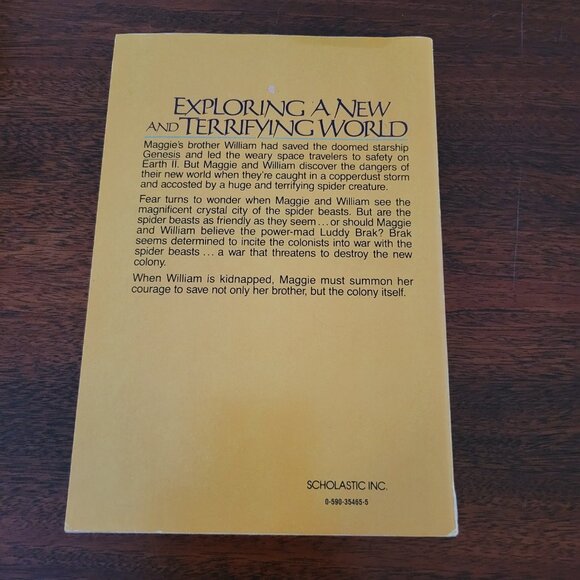 EXPLORING A NEW
AND TERRIFYING WORLD
Maggie's brother William had saved the doomed starship
Genesis and led the weary space travelers to safety on
Earth II. But Maggie and William discover the dangers of
their new world when they're caught in a copperdust storm
and accosted by a huge and terrifying spider creature.
Fear turns to wonder when Maggie and William see the
magnificent crystal city of the spider beasts. But are the
spider beasts as friendly as they seem...or should Maggie
and William believe the power-mad Luddy Brak? Brak
seems determined to incite the colonists into war with the
spider beasts... a war that threatens to destroy the new
colony.
When William is kidnapped, Maggie must summon her
courage to save not only her brother, but the colony itself.
SCHOLASTIC INC.
0-590-35465-5